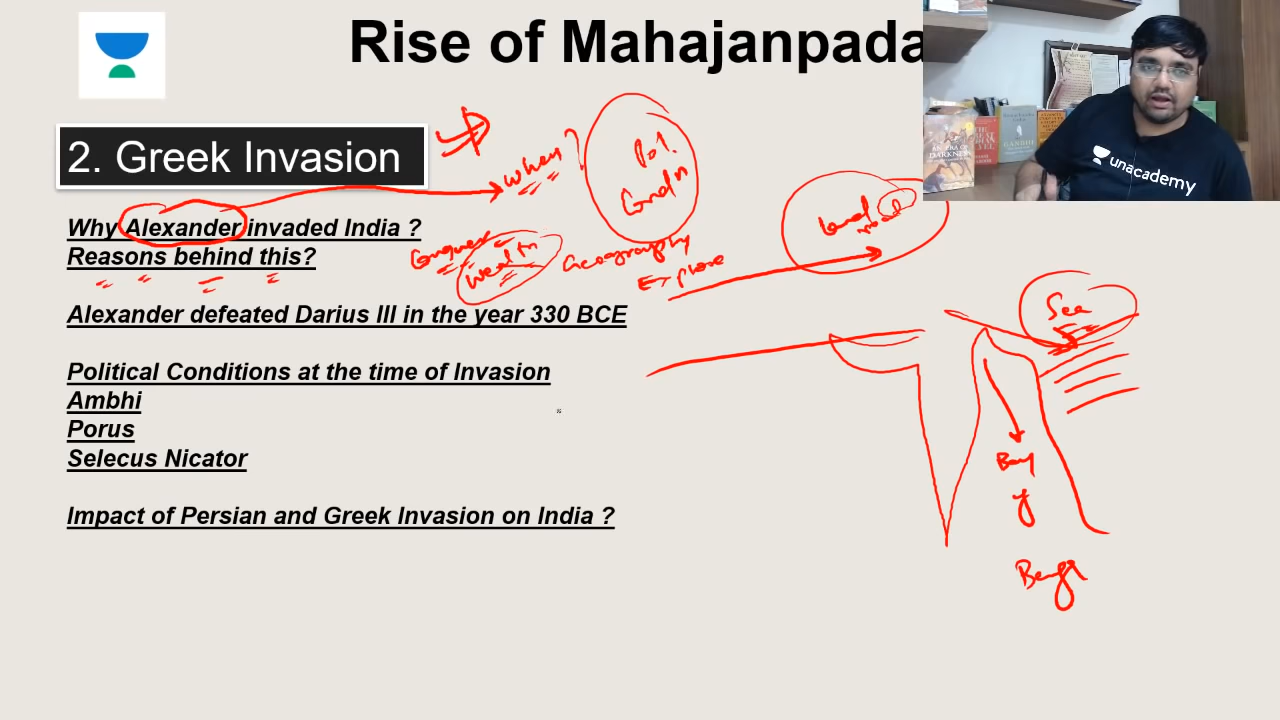 Rise of Mahajanpada
2. Greek Invasion
When?
Pol.
Condn
Why Alexander invaded India ?
Reasons behind this?
Conquer
Wealth
Geography
Explore
Land
Sea
Alexander defeated Darius III in the year 330 BCE
Political Conditions at the time of Invasion
Ambhi
Porus
Selecus Nicator
Bay
of
Impact of Persian and Greek Invasion on India ?
unacademy
GANDHI